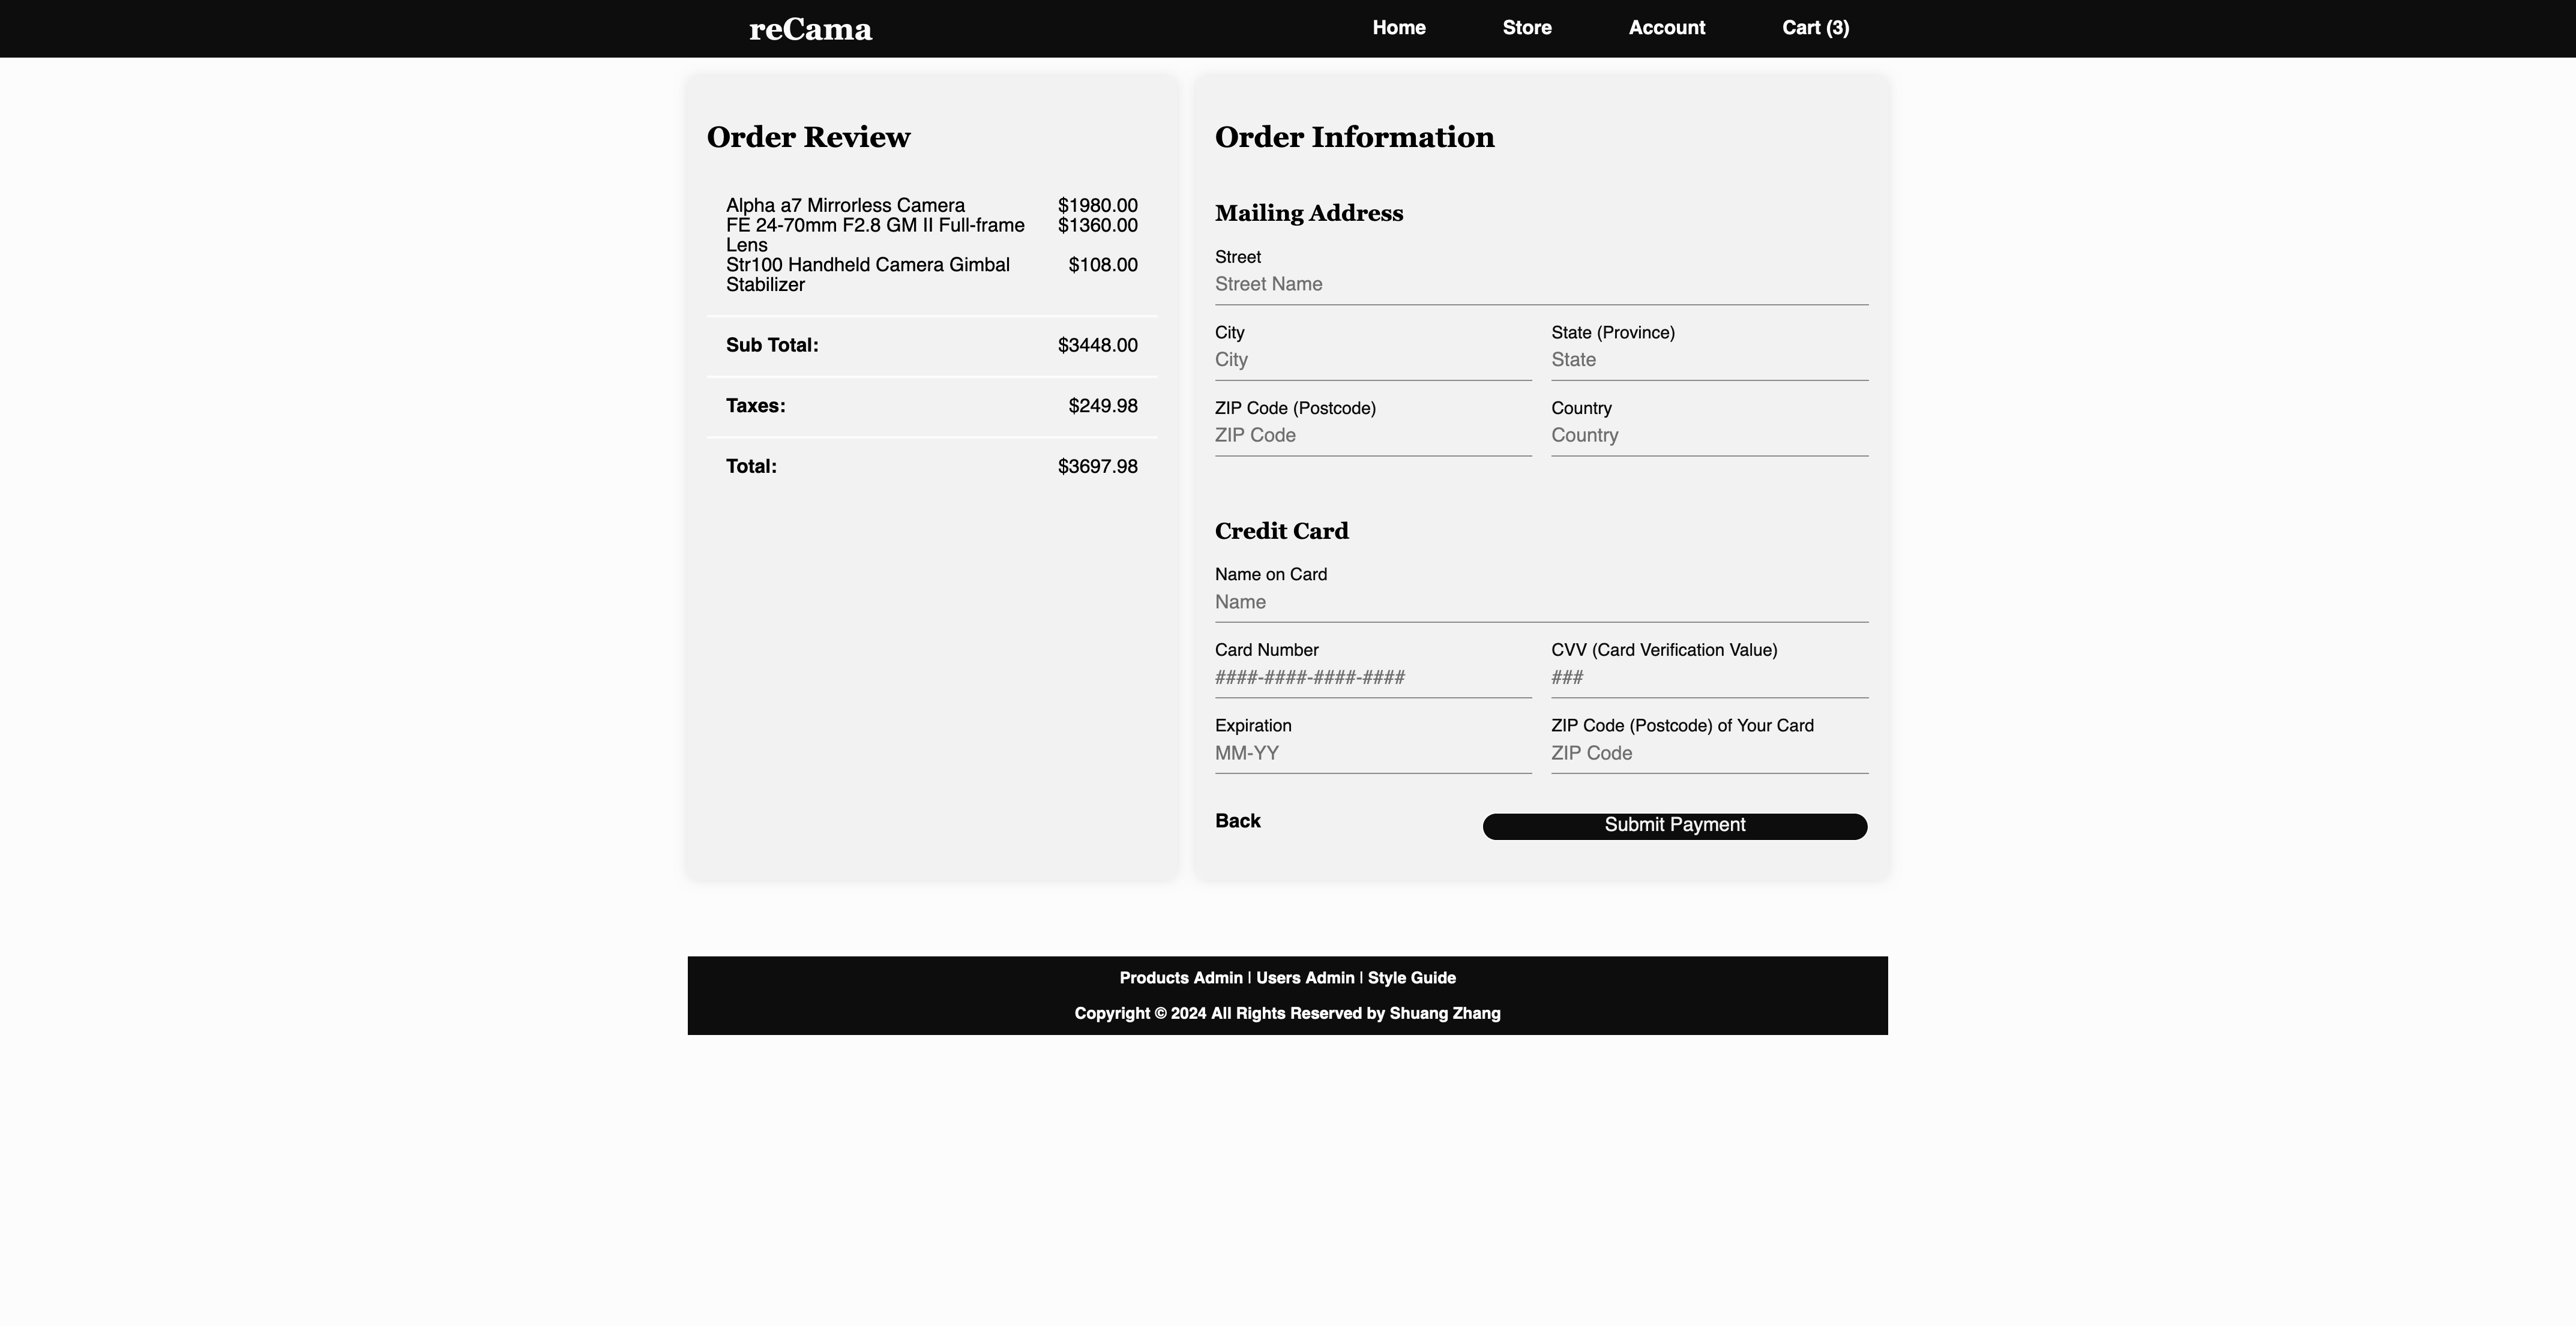 reCama
Home Store Account Cart (3)
Order Review
Alpha a7 Mirrorless Camera $1980.00
FE 24-70mm F2.8 GM II Full-frame $1360.00
Lens
Str100 Handheld Camera Gimbal $108.00
Stabilizer
Sub Total: $3448.00
Taxes: $249.98
Total: $3697.98
Order Information
Mailing Address
Street
Street Name
City State (Province)
City State
ZIP Code (Postcode) Country
ZIP Code Country
Credit Card
Name on Card
Name
Card Number CVV (Card Verification Value)
####-####-####-#### ###
Expiration ZIP Code (Postcode) of Your Card
MM-YY ZIP Code
Back Submit Payment
Products Admin | Users Admin | Style Guide
Copyright © 2024 All Rights Reserved by Shuang Zhang